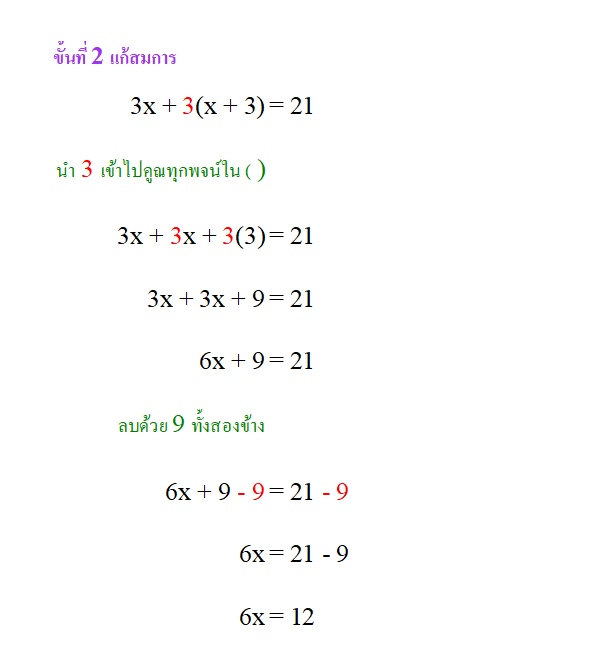 ขั้นที่ 2 แก้สมการ
3x + 3(x + 3) = 21
นำ 3 เข้าไปคูณทุกพจน์ใน ( )
3x + 3x + 3(3) = 21
3x + 3x + 9 = 21
6x + 9 = 21
ลบด้วย 9 ทั้งสองข้าง
6x + 9 - 9 = 21 - 9
6x = 21 - 9
6x = 12